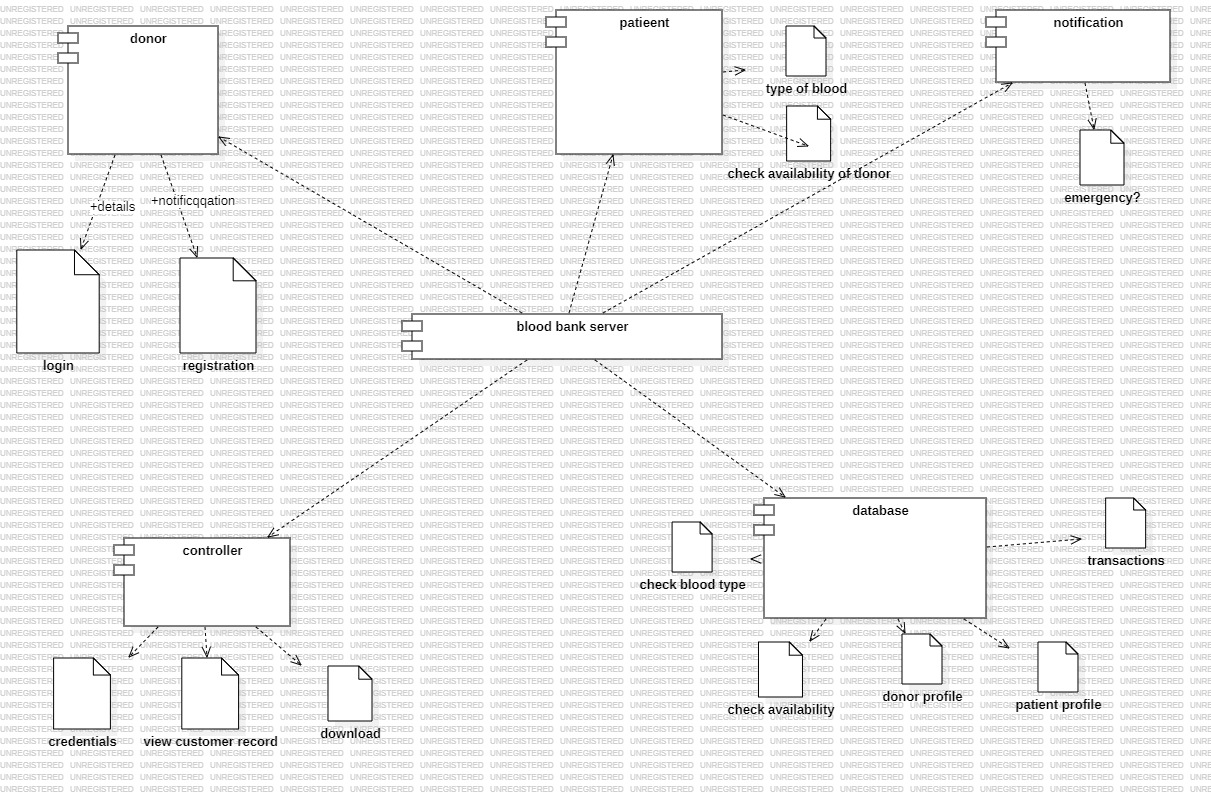 donor
patieent
notification
type of blood
check availability of donor
emergency?
+details
+notificqqation
login
registration
blood bank server
controller
database
check blood type
transactions
credentials
view customer record
download
check availability
donor profile
patient profile
UNREGISTERED